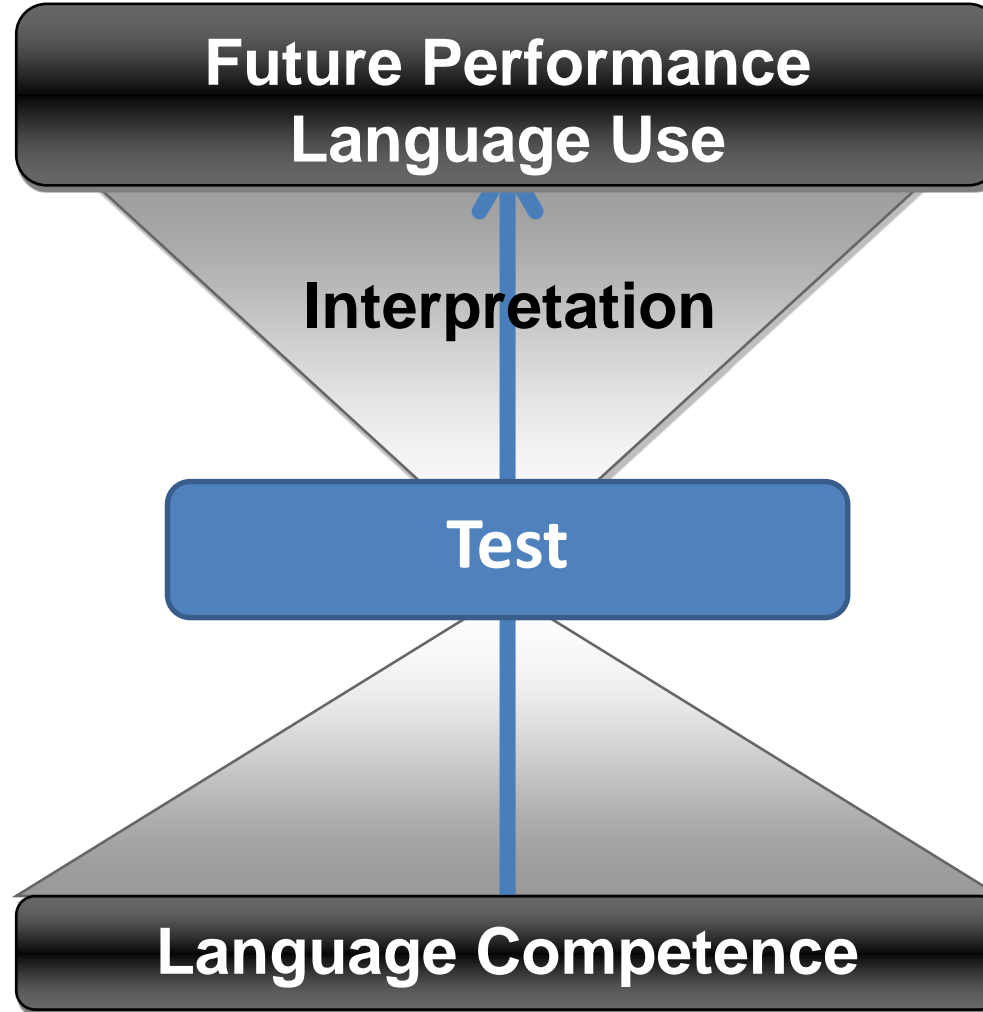 Future Performance
Language Use
Interpretation
Test
Language Competence